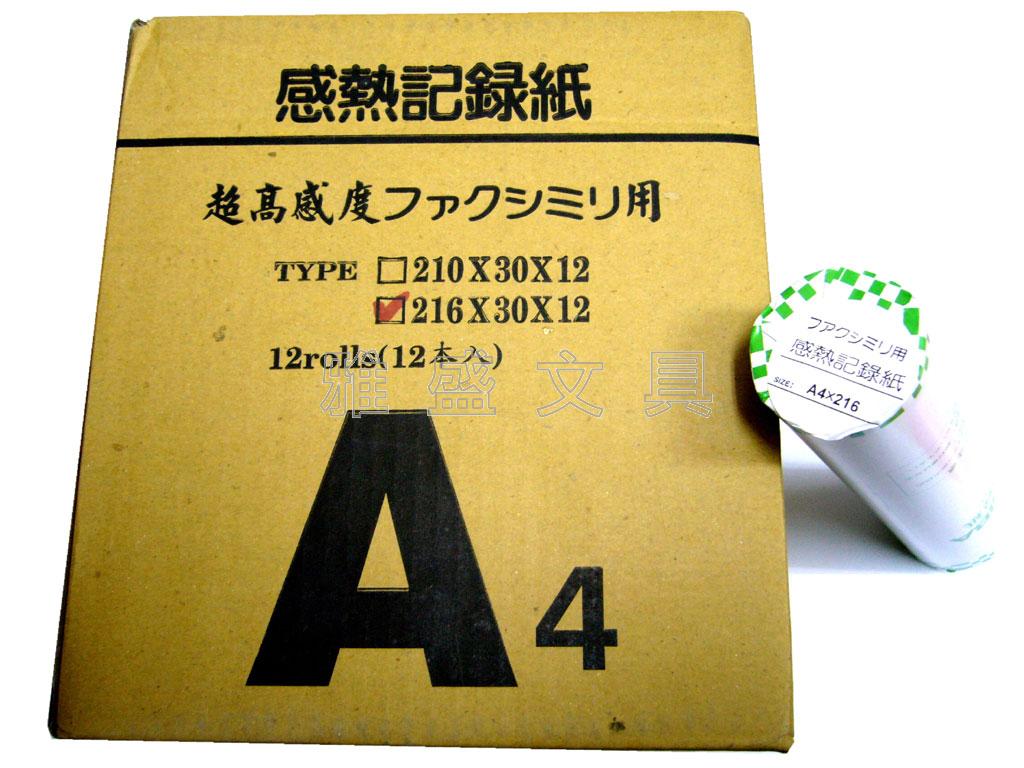 感熱記録紙
超高感度ファクシミリ用
TYPE □210X30X12
□216X30X12
12rolls(12本入)
雅盛文具
A4
ファクシミリ用
感熱記録紙
SIZE: A4×216